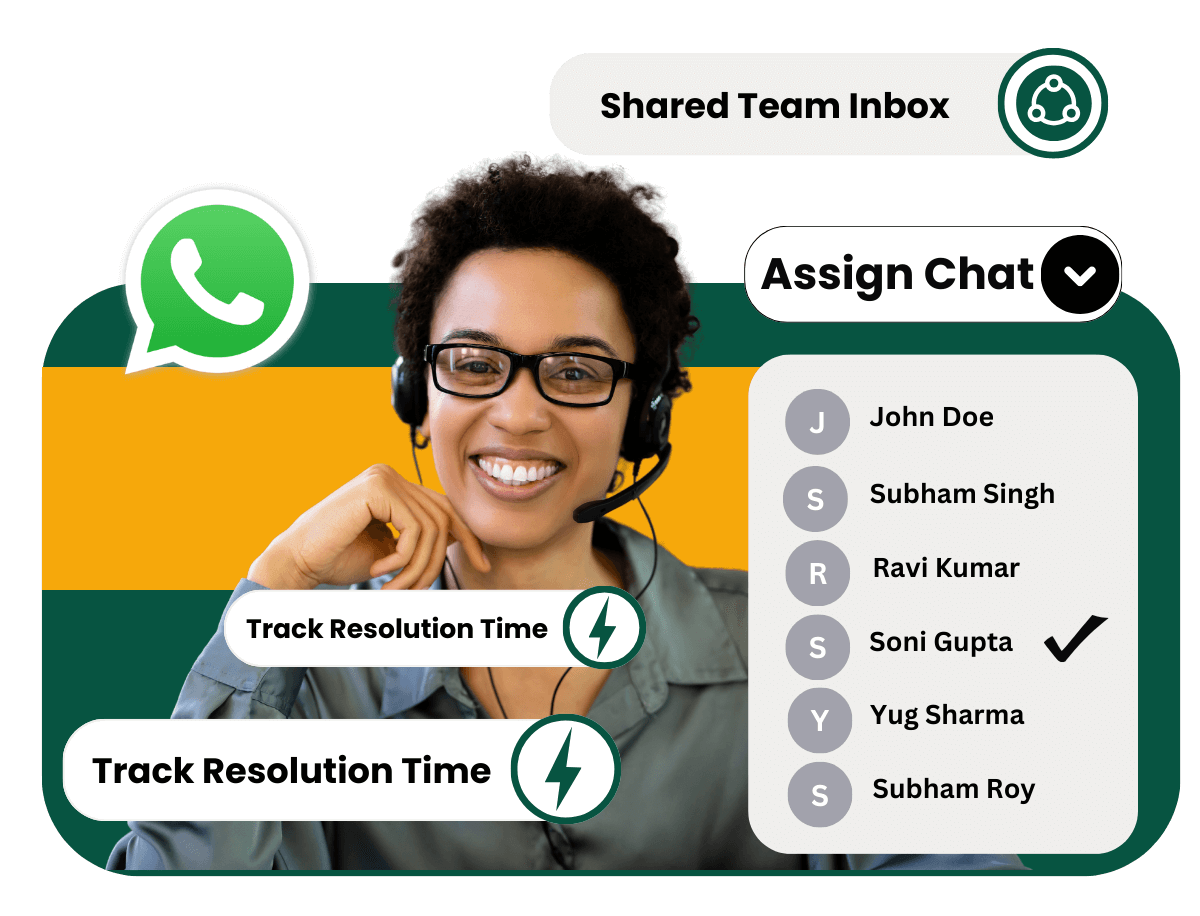 Shared Team Inbox
Assign Chat
J
John Doe
S
Subham Singh
R
Ravi Kumar
S
Soni Gupta
Y
Yug Sharma
S
Subham Roy
Track Resolution Time
Track Resolution Time